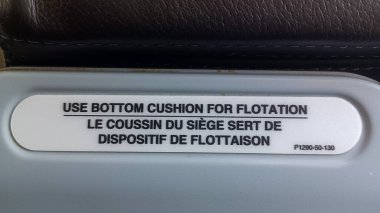 USE BOTTOM CUSHION FOR FLOTATION
LE COUSSIN DU SIÈGE SERT DE
DISPOSITIF DE FLOTTAISON
P1290-50-130